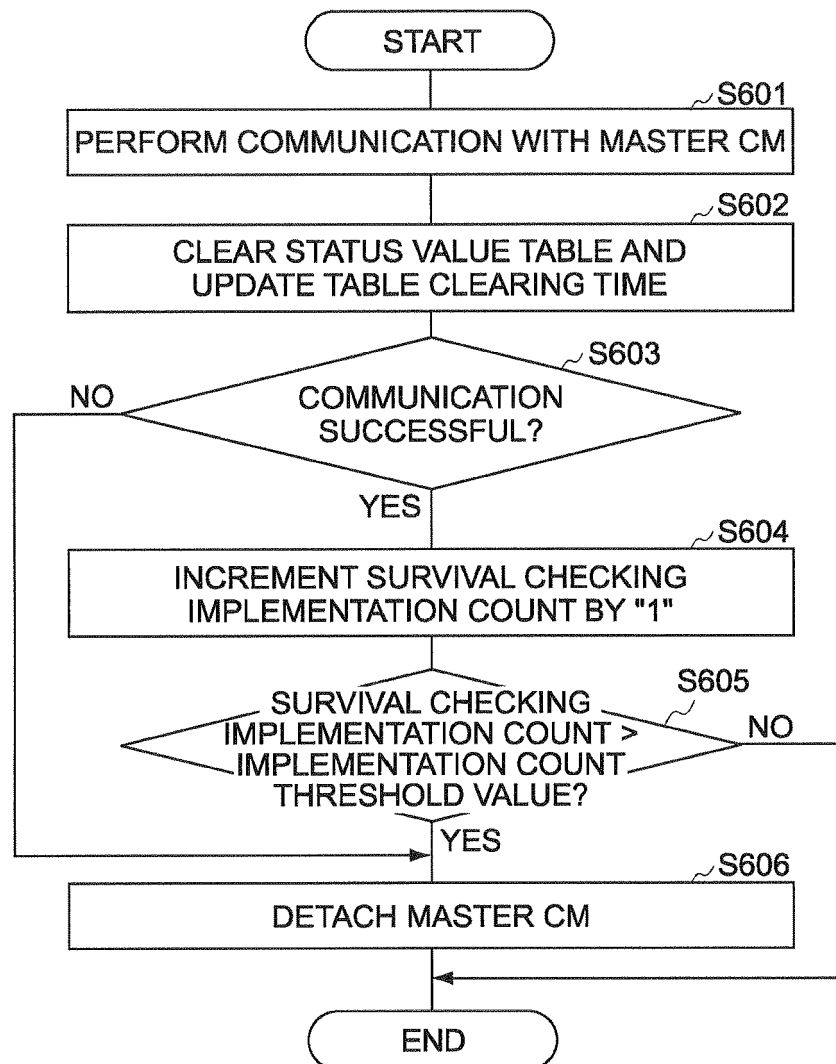 START
S601
PERFORM COMMUNICATION WITH MASTER CM
S602
CLEAR STATUS VALUE TABLE AND
UPDATE TABLE CLEARING TIME
S603
NO
COMMUNICATION
SUCCESSFUL?
YES
S604
INCREMENT SURVIVAL CHECKING
IMPLEMENTATION COUNT BY "1"
S605
SURVIVAL CHECKING
IMPLEMENTATION COUNT >
IMPLEMENTATION COUNT
THRESHOLD VALUE?
NO
YES
S606
DETACH MASTER CM
END